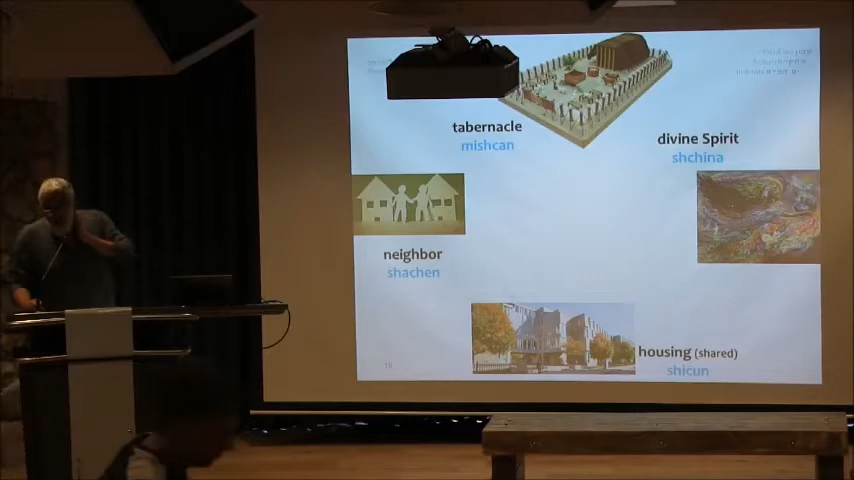 tabernacle
mishcan
divine Spirit
shchina
neighbor
shachen
housing (shared)
shicun